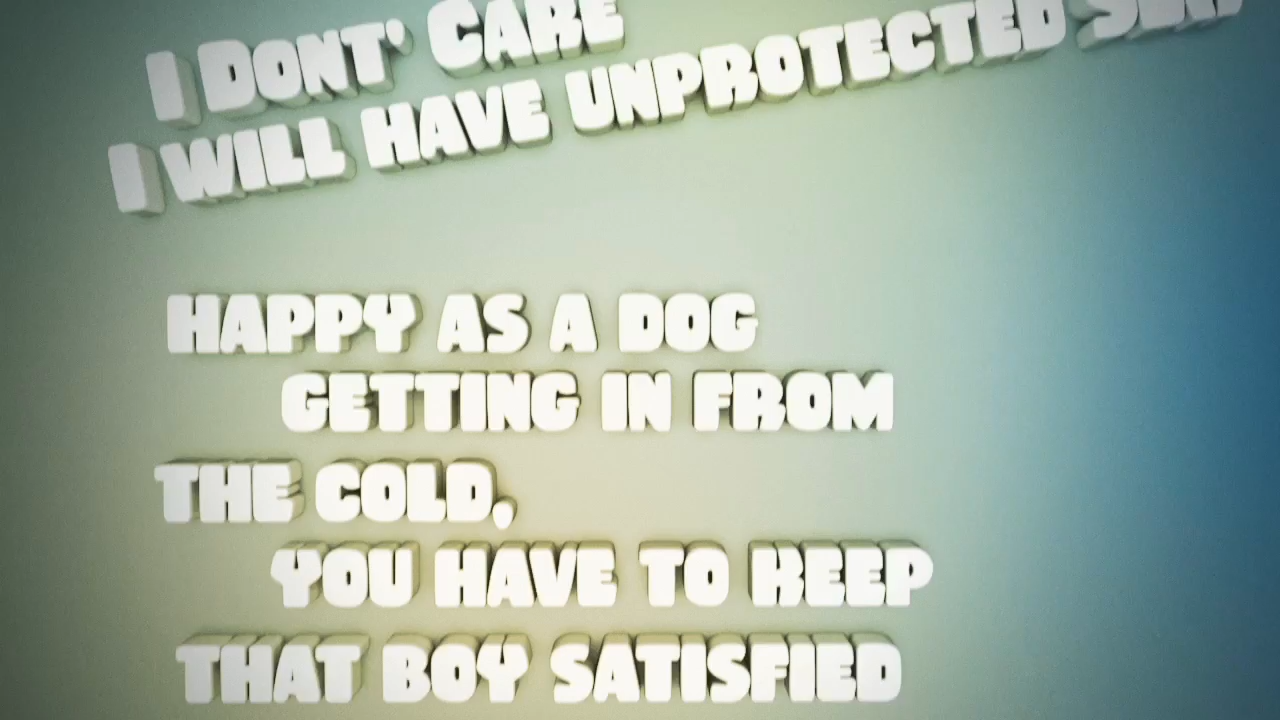 I DONT' CARE
I WILL HAVE UNPROTECTED
HAPPY AS A DOG
GETTING IN FROM
THE COLD,
YOU HAVE TO KEEP
THAT BOY SATISFIED